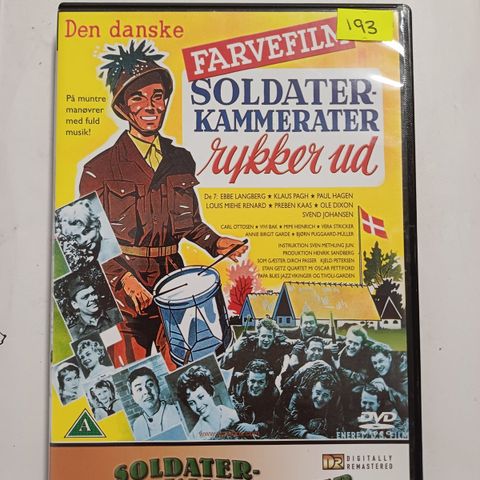 Den danske
193
FARVEFILM
SOLDATER-
KAMMERATER
rykker ud
På muntre
manøvrer
med fuld
musik!
De 7: EBBE LANGBERG ★ KLAUS PAGH ★ PAUL HAGEN
LOUIS MIEHE RENARD ★ PREBEN KAAS ★ OLE DIXON
SVEND JOHANSEN
CARL OTTOSEN ★ VIVI BAK ★ MIMI HEINRICH ★ VERA STRICKER
ANNIE BIRGIT GARDE ★ BJØRN PUGGAARD-MÜLLER
INSTRUKTION SVEN METHLING JUN.
PRODUKTION HENRIK SANDBERG
SOM GÆSTER: DIRCH PASSER ★ KJELD PETERSEN
STAN GETZ QUARTET M/ OSCAR PETTIFORD
PAPA BUES JAZZ VIKINGER OG TIVOLI-GARDEN
A
DVD
SOLDATER-
DR DIGITALLY
REMASTERED